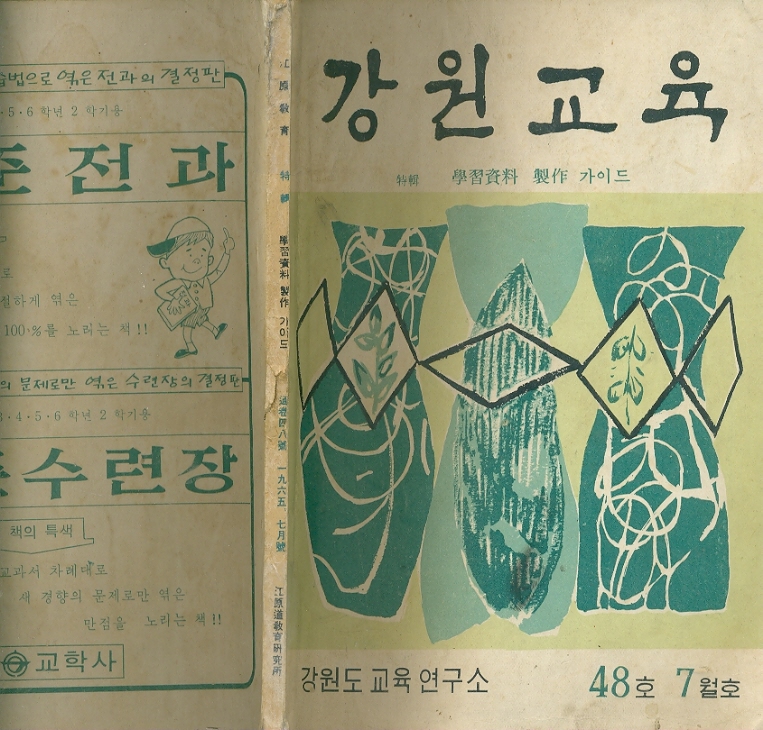 강원교육
特輯 學習資料 製作 가이드
강원도 교육 연구소
48호 7월호
江原教育 特輯 學習資料 製作 가이드 通卷四八號 一九六五. 七月號 江原道敎育硏究所
습법으로 엮은 전과의 결정판
·5·6 학년 2 학기용
준전과
로
절하게 엮은
100%를 노리는 책!!
의 문제로만 엮은 수련장의 결정판
3·4·5·6 학년 2 학기용
수련장
책의 특색
교과서 차례대로
새 경향의 문제로만 엮은
만점을 노리는 책!!
교학사